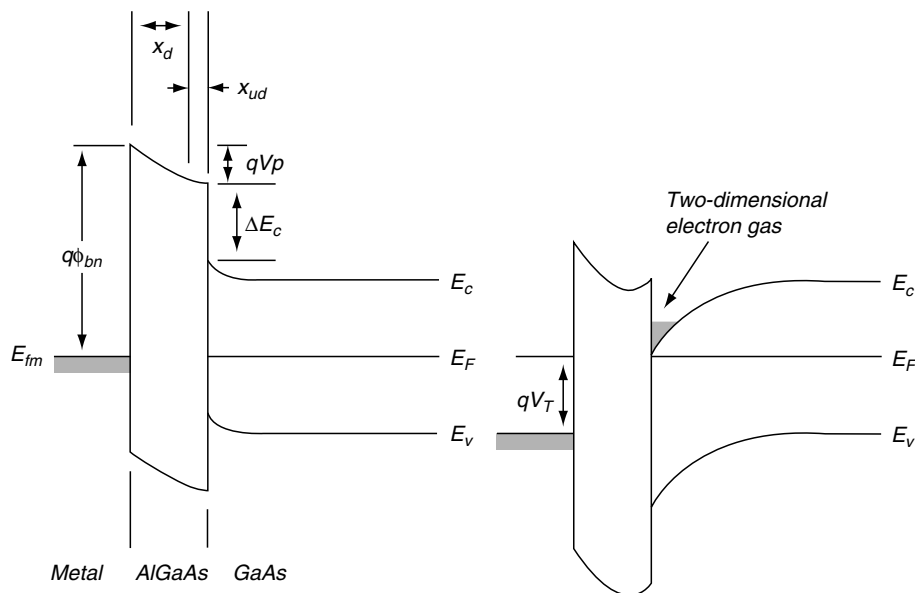 x_d
x_ud
qVp
ΔE_c
qϕ_bn
E_c
E_fm
E_F
E_v
Metal AlGaAs GaAs
Two-dimensional
electron gas
E_c
E_F
qV_T
E_v